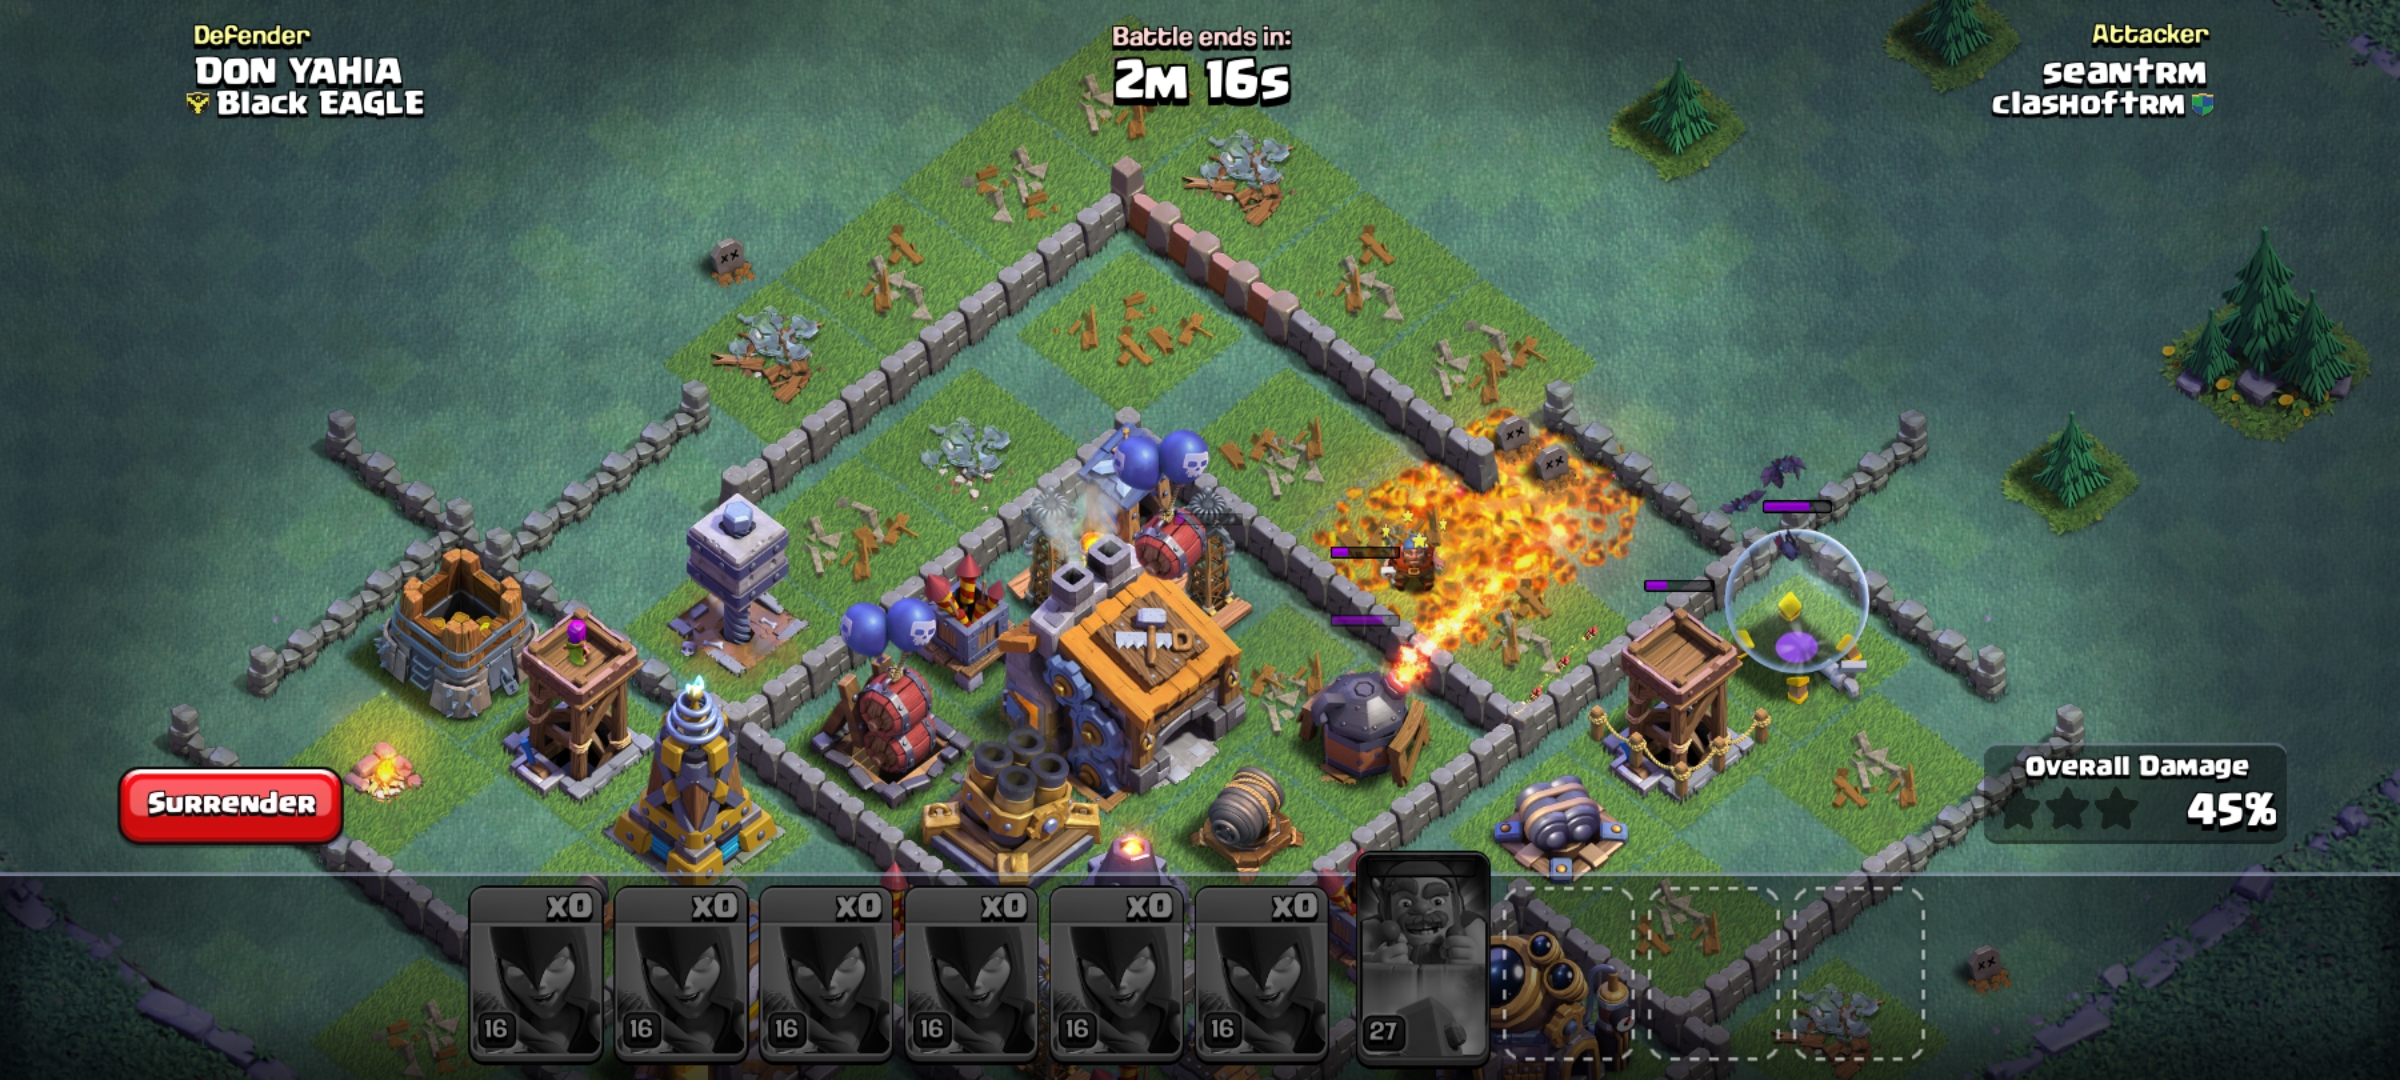 Defender
DON YAHIA
Black EAGLE
Battle ends in:
2M 16s
Attacker
seantRM
clashoftRM
Surrender
Overall Damage
45%
x0
x0
x0
x0
x0
x0
16
16
16
16
16
16
27